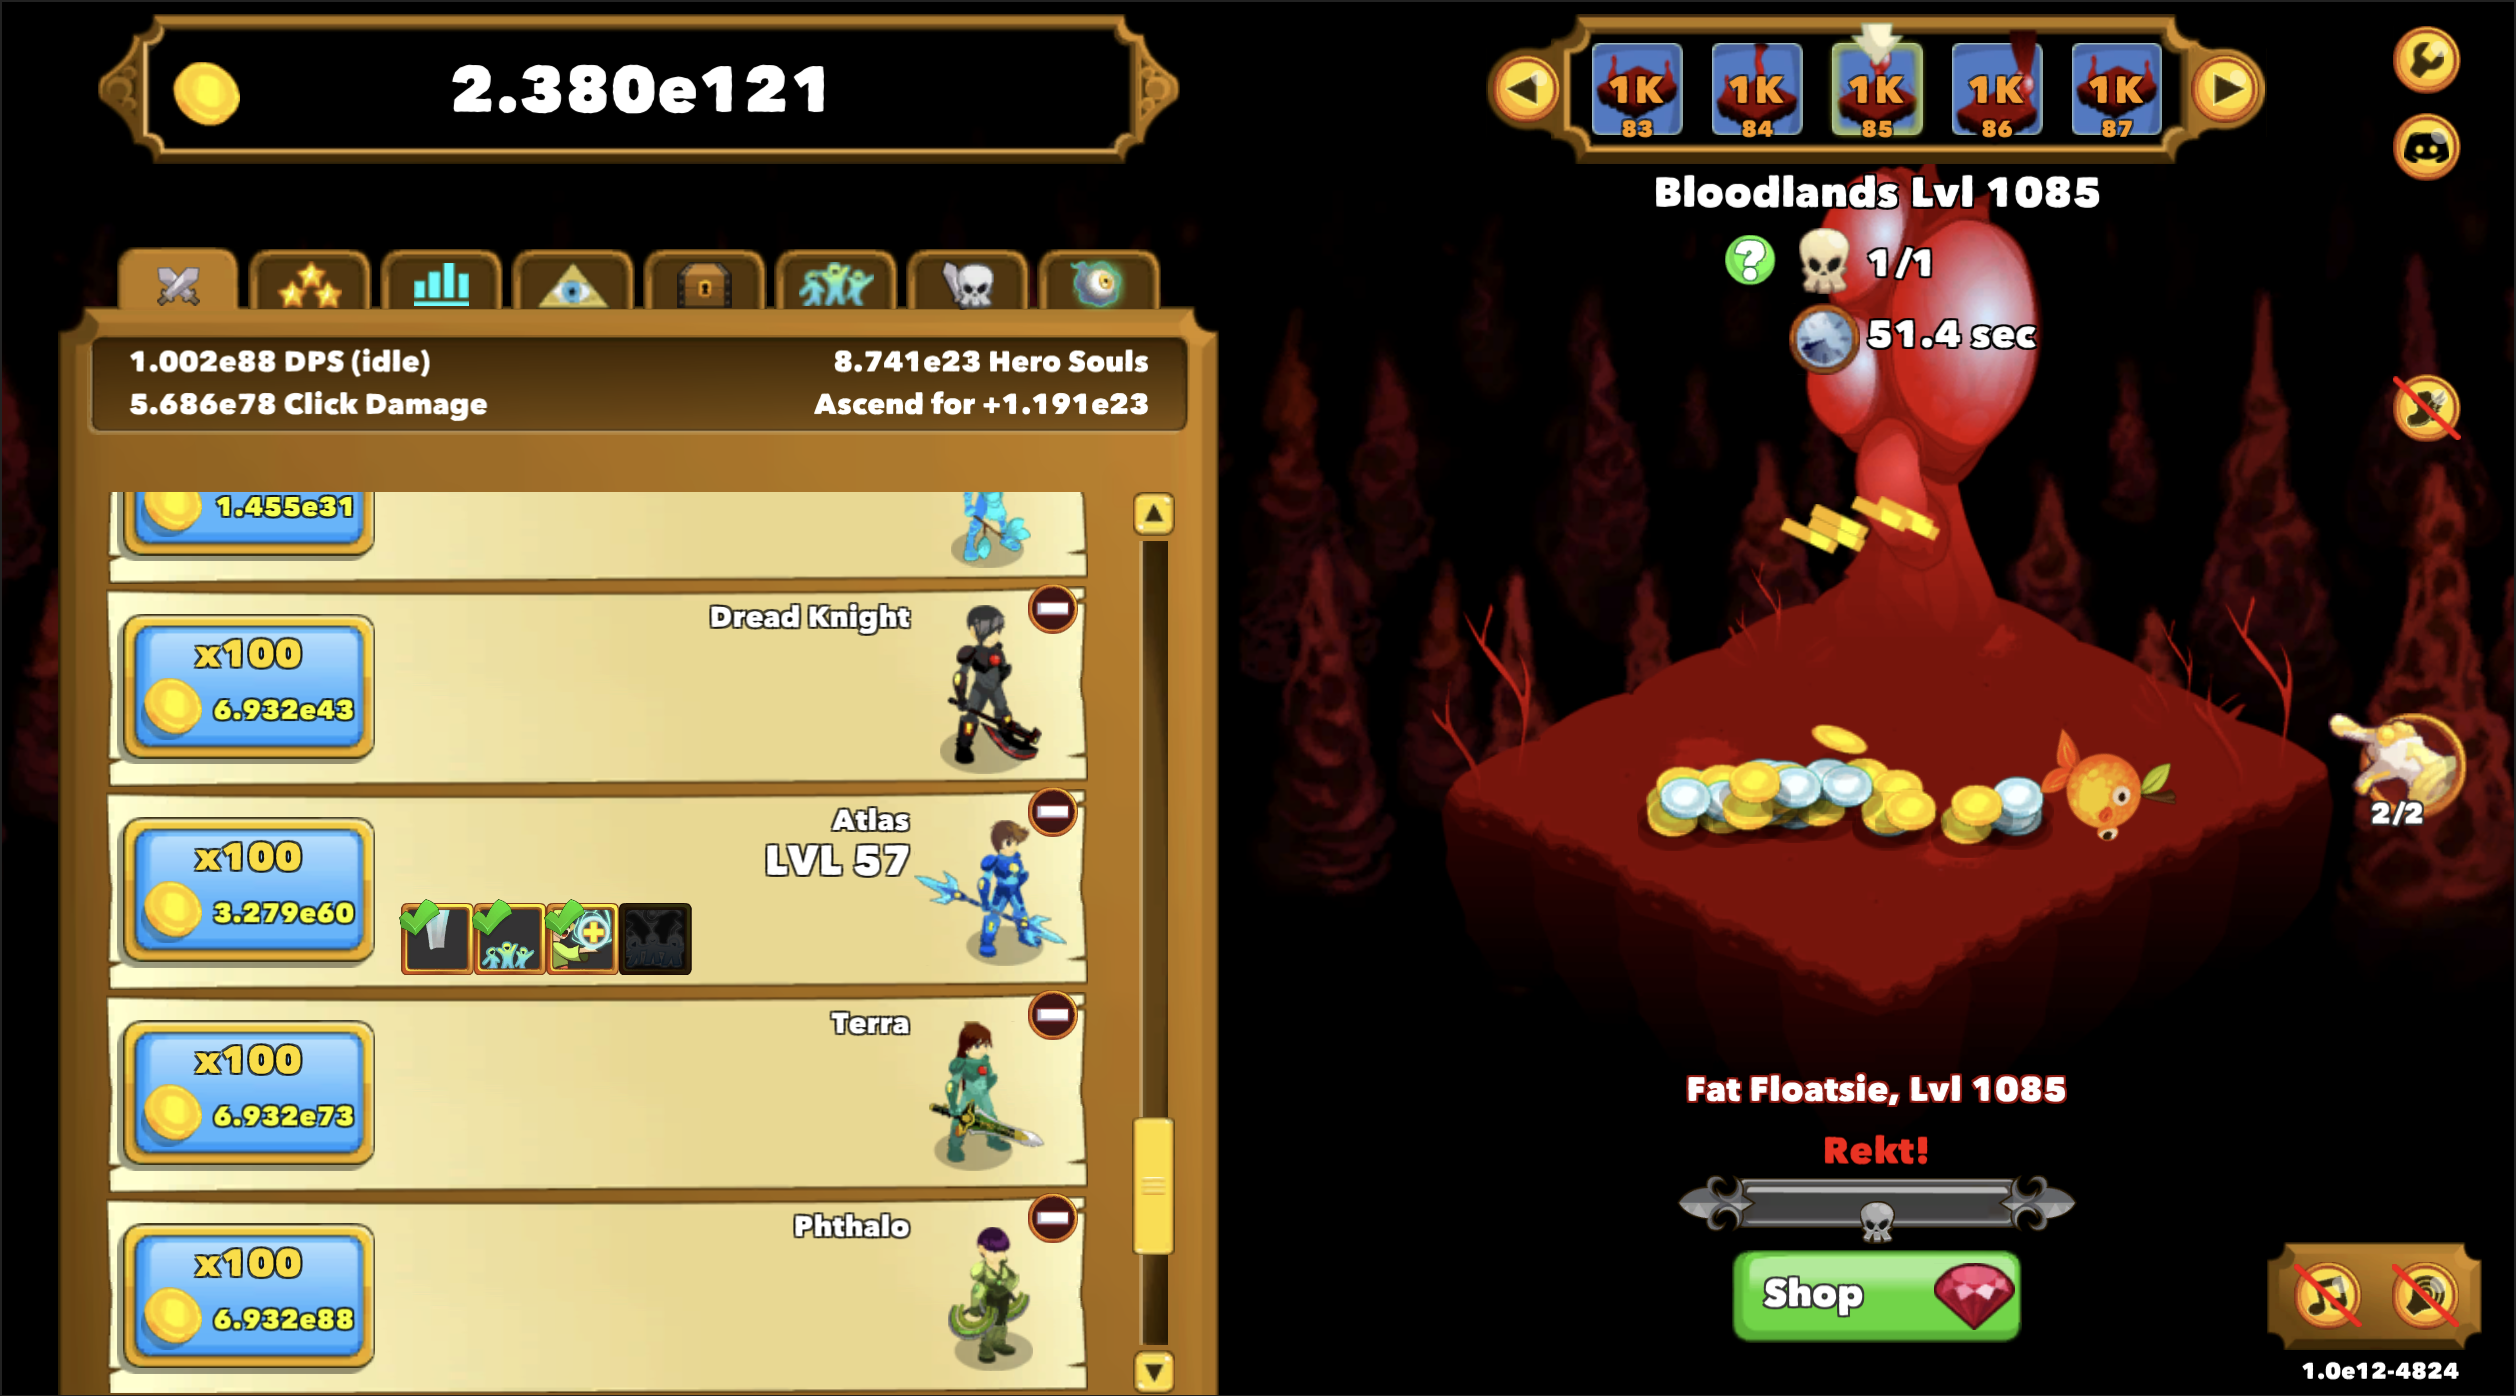 2.380e121
1K
83
1K
84
1K
85
1K
86
1K
87
Bloodlands Lvl 1085
?
1/1
51.4 sec
1.002e88 DPS (idle)
8.741e23 Hero Souls
5.686e78 Click Damage
Ascend for +1.191e23
1.455e31
Dread Knight
x100
6.932e43
Atlas
LVL 57
x100
3.279e60
Terra
x100
6.932e73
Phthalo
x100
6.932e88
2/2
Fat Floatsie, Lvl 1085
Rekt!
Shop
1.0e12-4824